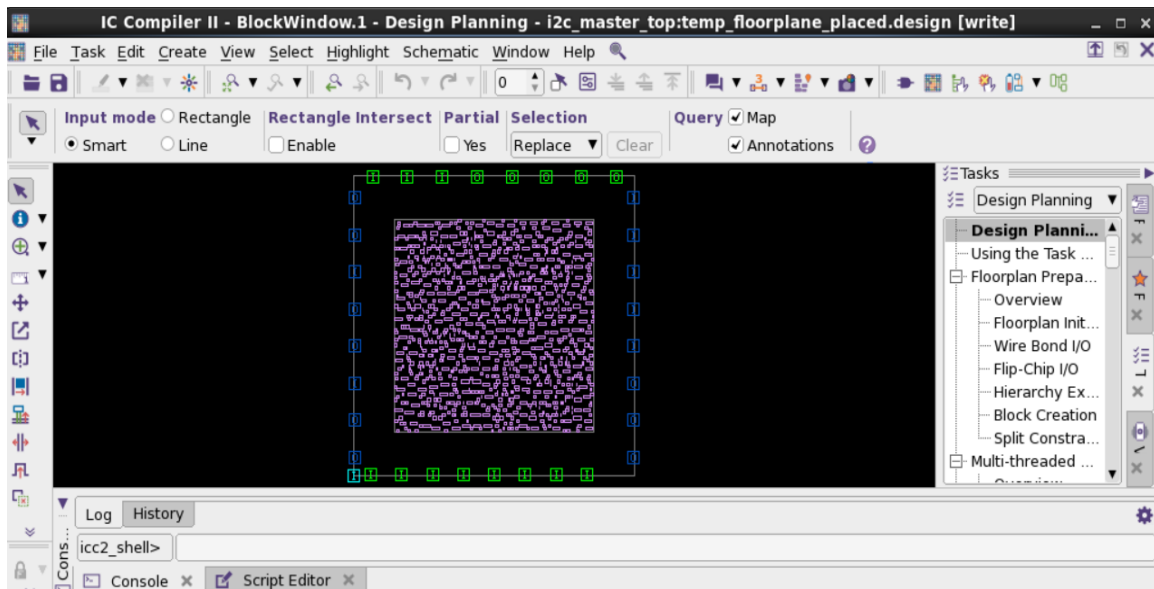 IC Compiler II - BlockWindow.1 - Design Planning - i2c_master_top:temp_floorplane_placed.design [write]
File Task Edit Create View Select Highlight Schematic Window Help
0
Input mode Rectangle Rectangle Intersect Partial Selection Query Map
Smart Line Enable Yes Replace Clear Annotations
Tasks
Design Planning
Design Planni...
Using the Task ...
Floorplan Prepa...
Overview
Floorplan Init...
Wire Bond I/O
Flip-Chip I/O
Hierarchy Ex...
Block Creation
Split Constra...
Multi-threaded ...
Log History
icc2_shell>
Cons...
Console Script Editor